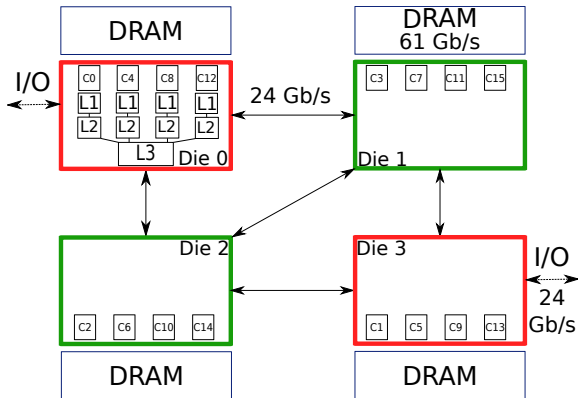 DRAM
DRAM
61 Gb/s
I/O
C0 C4 C8 C12
L1 L1 L1 L1
L2 L2 L2 L2
L3
Die 0
24 Gb/s
C3 C7 C11 C15
Die 1
Die 2
C2 C6 C10 C14
Die 3
C1 C5 C9 C13
I/O
24
Gb/s
DRAM
DRAM